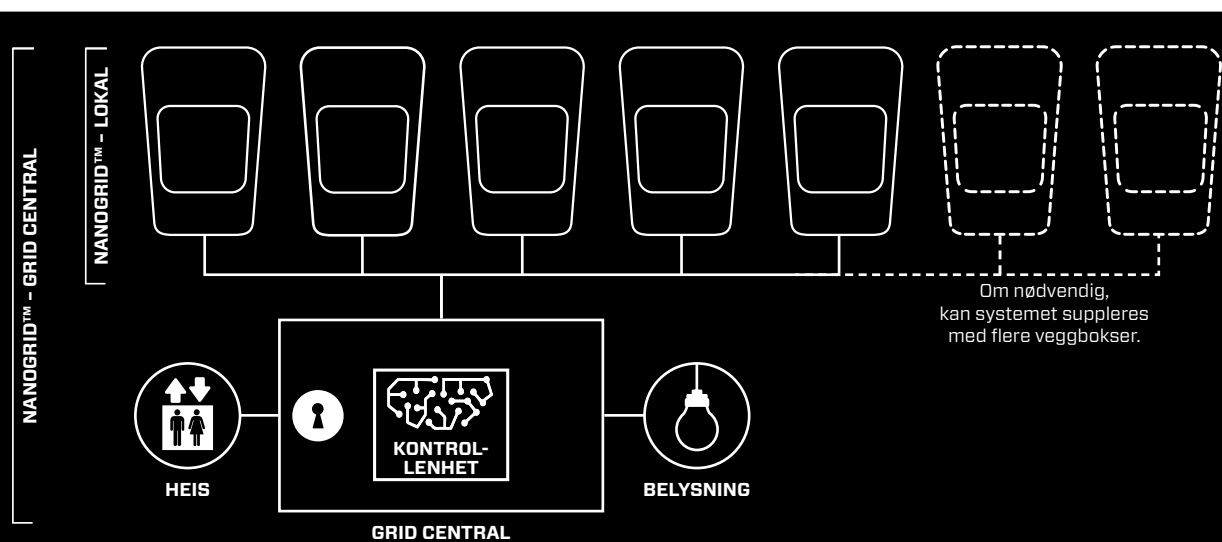 NANOGRID™ – GRID CENTRAL
NANOGRID™ – LOKAL
Om nødvendig,
kan systemet suppleres
med flere veggbokser.
KONTROL-
LENHET
HEIS
BELYSNING
GRID CENTRAL